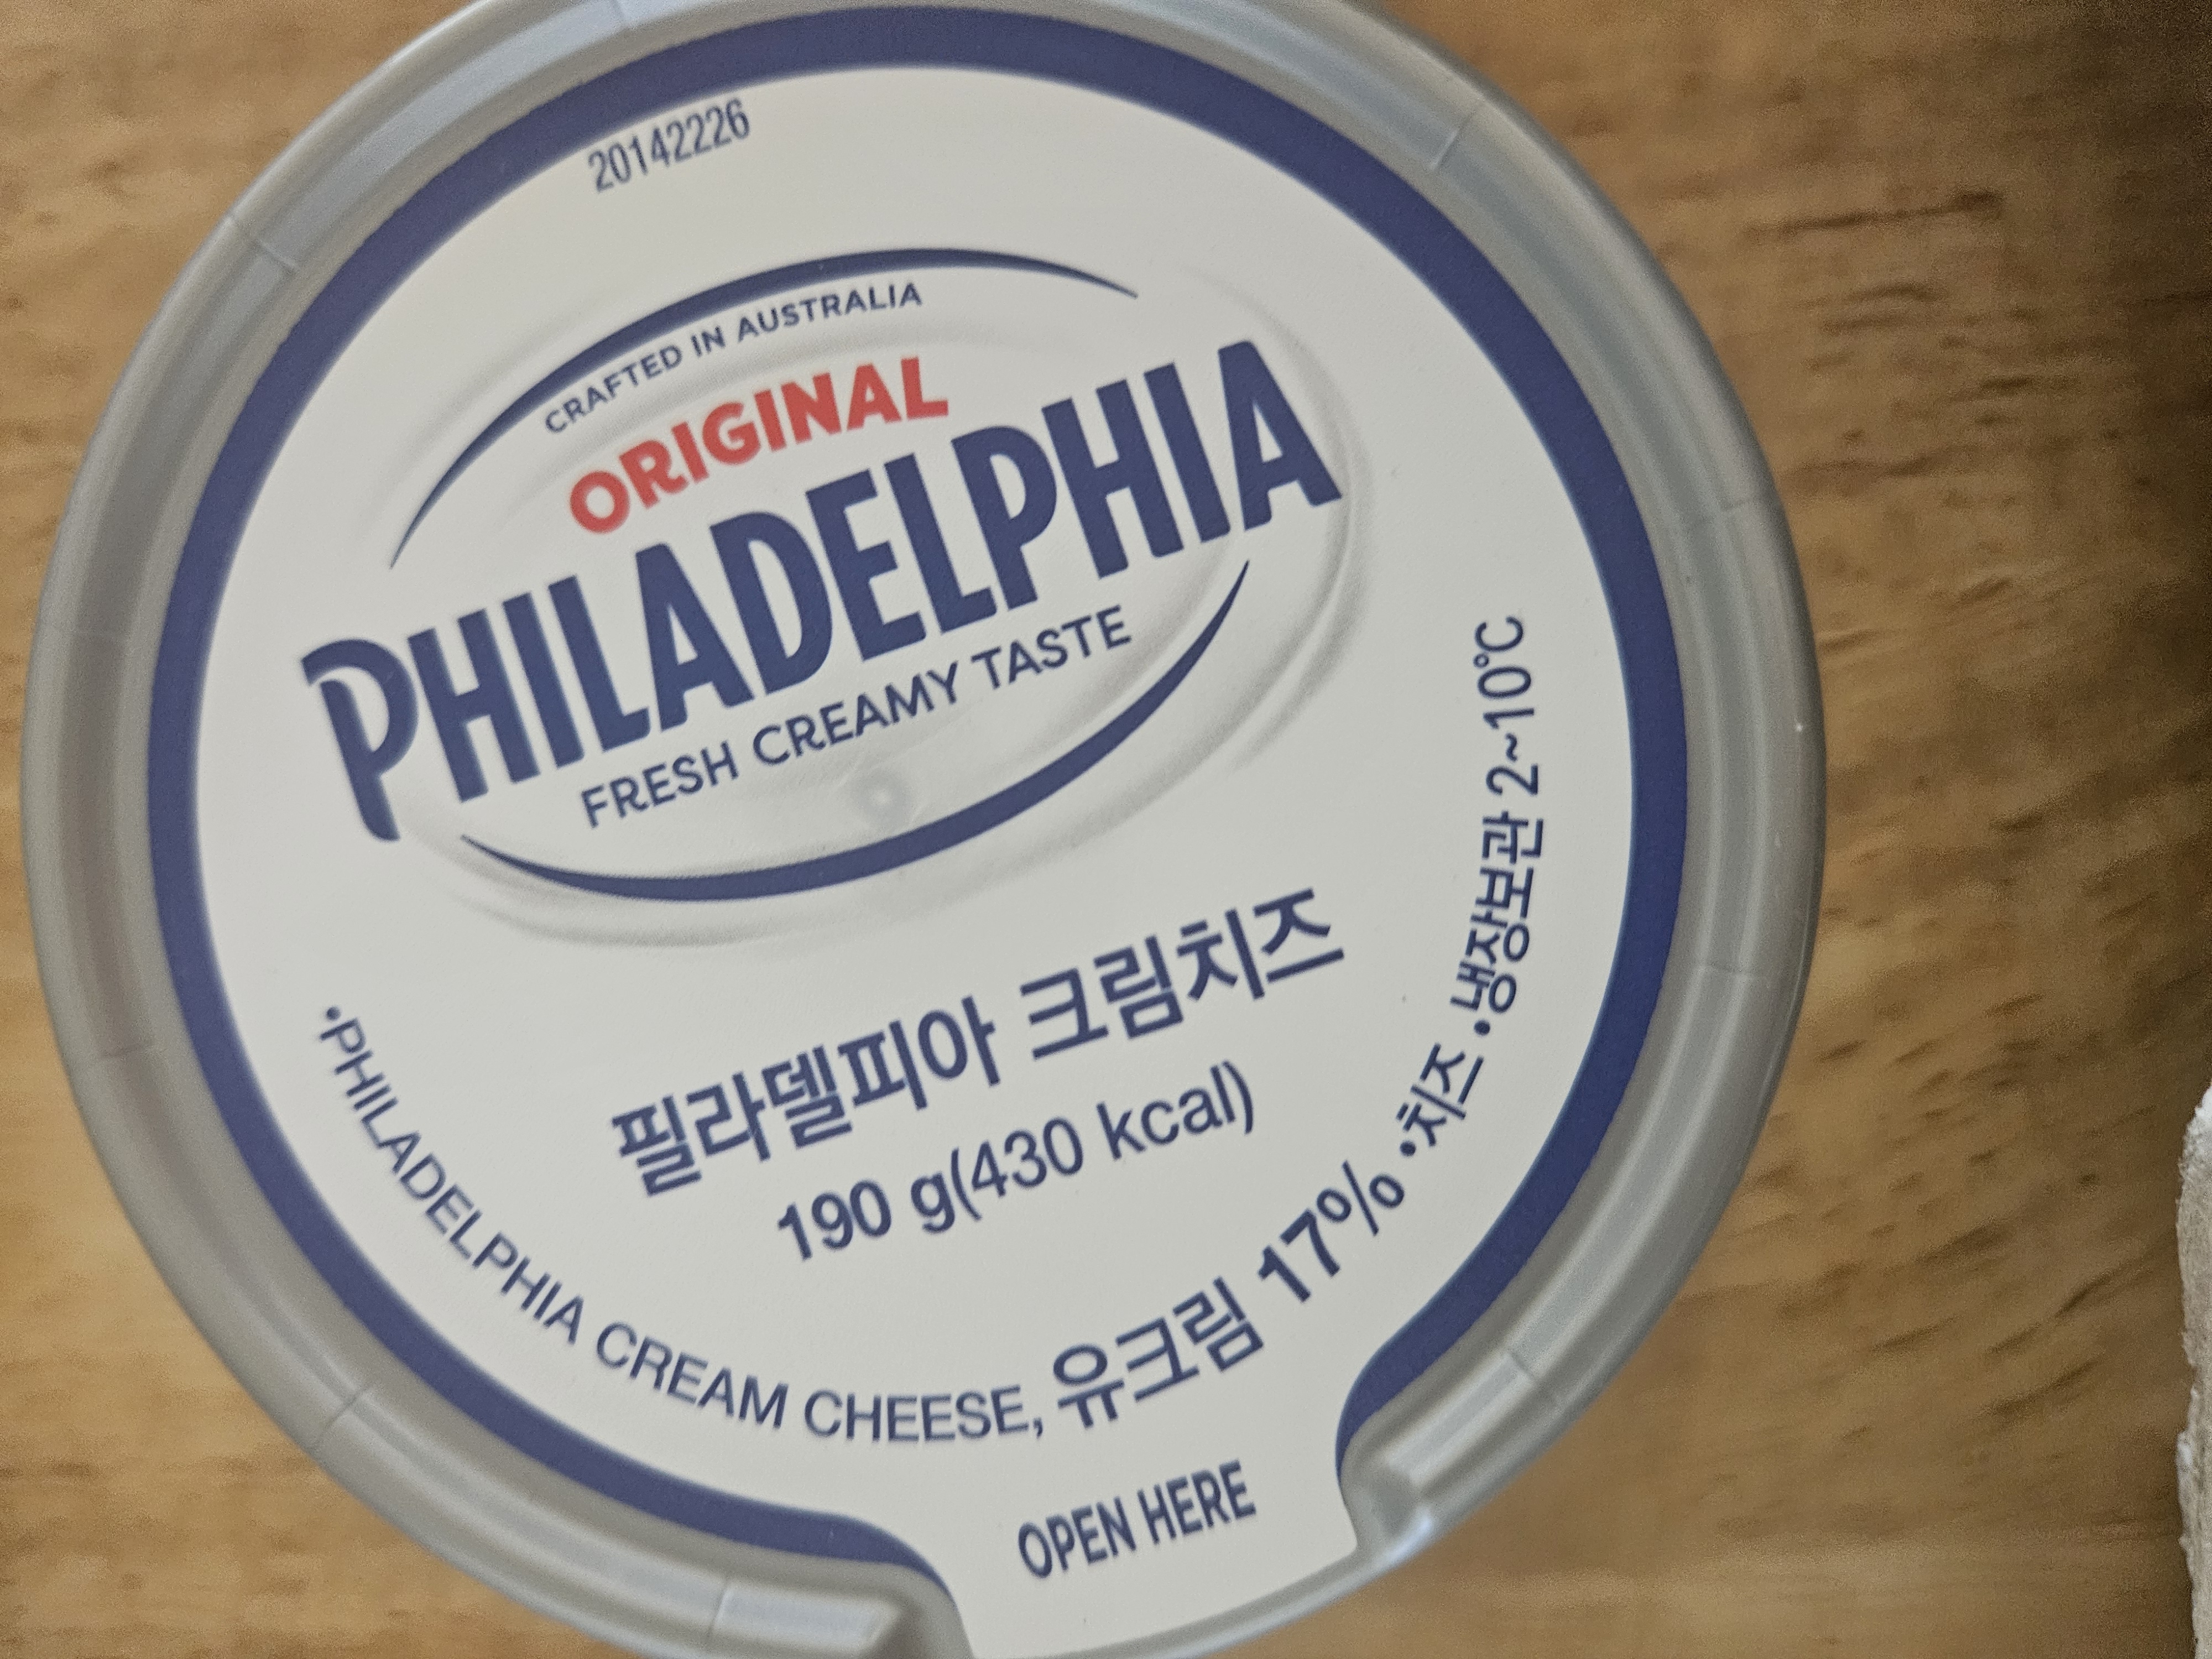 20142226
CRAFTED IN AUSTRALIA
ORIGINAL
PHILADELPHIA
FRESH CREAMY TASTE
필라델피아 크림치즈
190 g(430 kcal)
•PHILADELPHIA CREAM CHEESE, 유크림 17% •치즈 •냉장보관 2~10℃
OPEN HERE